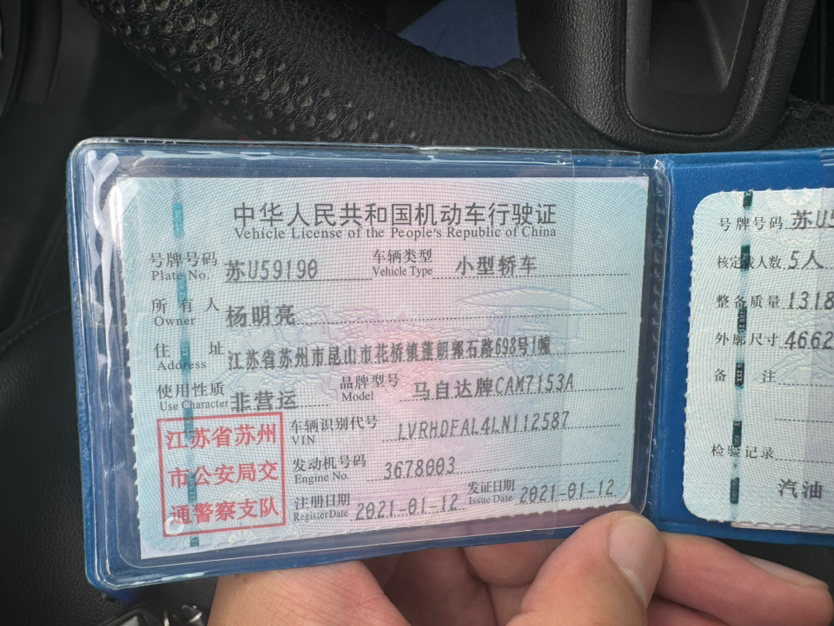 中华人民共和国机动车行驶证
Vehicle License of the People's Republic of China
号牌号码 苏U59190 车辆类型 小型轿车
Plate No. Vehicle Type
所有人 杨明亮
Owner
住址 江苏省苏州市昆山市花桥镇蓬朗郭石路698号1幢
Address
使用性质 非营运 品牌型号 马自达牌CAM7153A
Use Character Model
江苏省苏州
市公安局交
通警察支队
车辆识别代号 LVRHDFAL4LN112587
VIN
发动机号码 3678003
Engine No.
注册日期 2021-01-12 发证日期 2021-01-12
Register Date Issue Date
号牌号码 苏U5
核定载人数 5人
整备质量 1318
外廓尺寸 4662
备注
检验记录
汽油